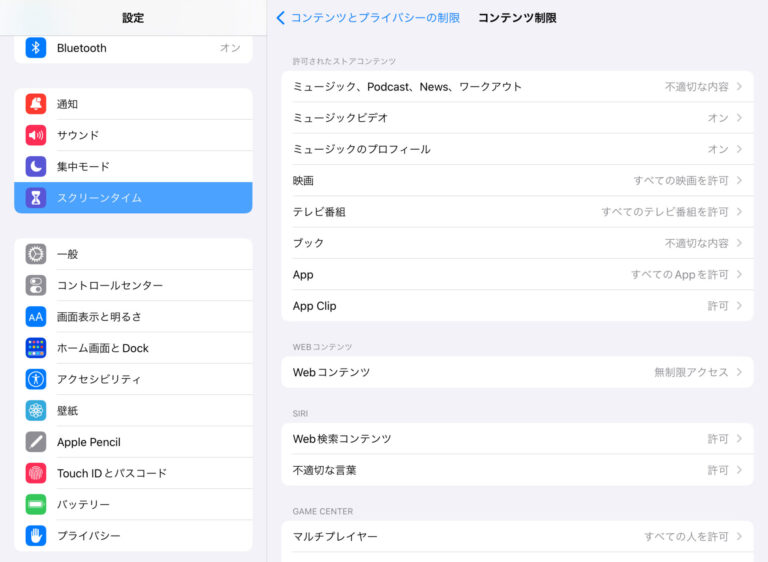 設定
Bluetooth
オン
通知
サウンド
集中モード
スクリーンタイム
一般
コントロールセンター
AA
画面表示と明るさ
ホーム画面とDock
アクセシビリティ
壁紙
Apple Pencil
Touch IDとパスコード
バッテリー
プライバシー
コンテンツとプライバシーの制限
コンテンツ制限
許可されたストアコンテンツ
ミュージック、Podcast、News、ワークアウト 不適切な内容
ミュージックビデオ オン
ミュージックのプロフィール オン
映画 すべての映画を許可
テレビ番組 すべてのテレビ番組を許可
ブック 不適切な内容
App すべてのAppを許可
App Clip 許可
WEBコンテンツ
Webコンテンツ 無制限アクセス
SIRI
Web検索コンテンツ 許可
不適切な言葉 許可
GAME CENTER
マルチプレイヤー すべての人を許可